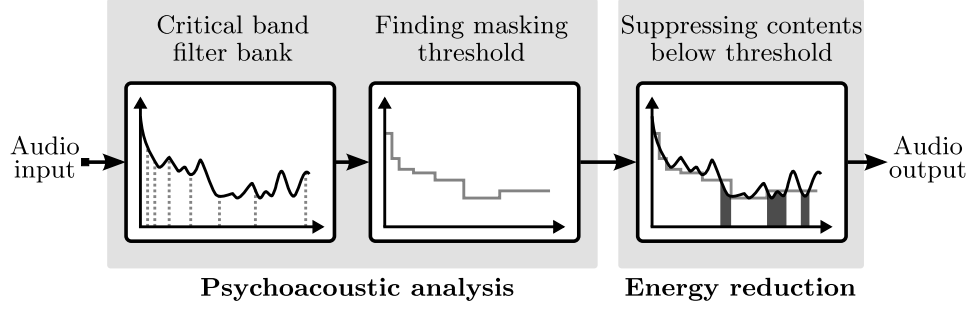 Critical band
filter bank
Finding masking
threshold
Suppressing contents
below threshold
Audio
input
Audio
output
Psychoacoustic analysis
Energy reduction